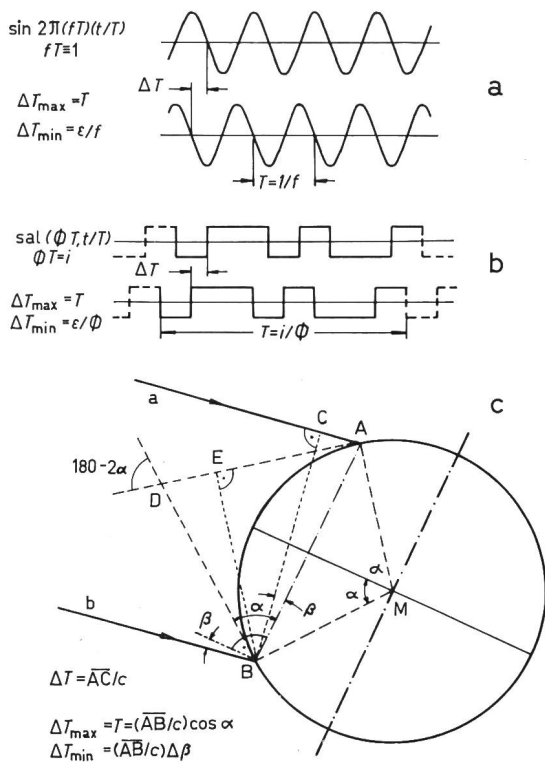 sin 2π(fT)(t/T)
fT≡1
ΔT
a
ΔTmax=T
ΔTmin=ε/f
T=1/f
sal(ϕT,t/T)
ϕT=i
ΔT
b
ΔTmax=T
ΔTmin=ε/ϕ
T=i/ϕ
a
C
A
c
180-2α
E
D
α
M
α
b
β
α
β
B
ΔT=AC/c
ΔTmax=T=(AB/c)cos α
ΔTmin=(AB/c)Δβ